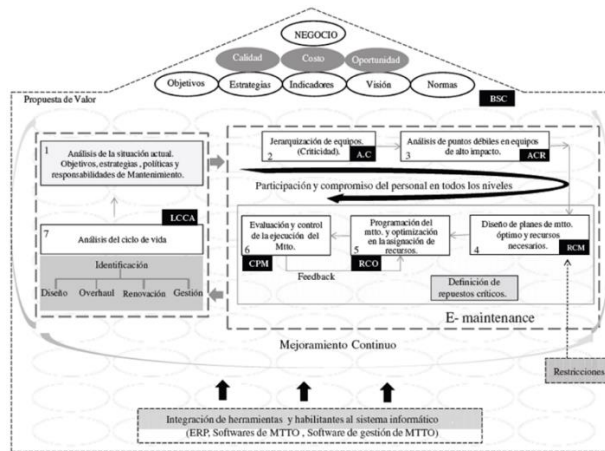 NEGOCIO
Calidad
Costo
Oportunidad
Objetivos
Estrategias
Indicadores
Visión
Normas
Propuesta de Valor
BSC
1
Análisis de la situación actual.
Objetivos, estrategias , políticas y
responsabilidades de Mantenimiento.
Jerarquización de equipos.
(Criticidad).
2
A.C
Análisis de puntos débiles en equipos
de alto impacto.
3
ACR
Participación y compromiso del personal en todos los niveles
LCCA
7
Análisis del ciclo de vida
Identificación
Diseño
Overhaul
Renovación
Gestión
Evaluación y control
de la ejecución del
Mtto.
6
CPM
Programación del
mtto. y optimización
en la asignación de
recursos.
5
RCO
Diseño de planes de mtto.
óptimo y recursos
necesarios.
4
RCM
Feedback
Definición de
repuestos críticos.
E- maintenance
Mejoramiento Continuo
Restricciones
Integración de herramientas y habilitantes al sistema informático
(ERP, Softwares de MTTO , Software de gestión de MTTO)